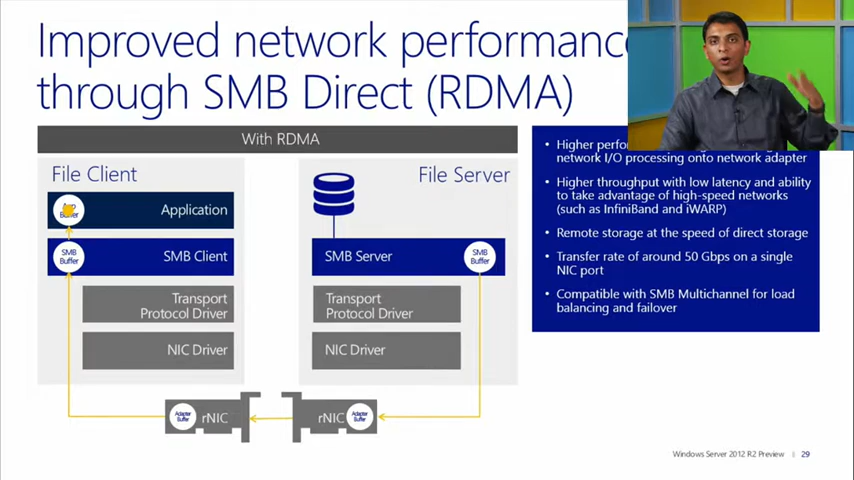 Improved network performance
through SMB Direct (RDMA)
With RDMA
File Client
File Server
App
Buffer
Application
SMB
Buffer
SMB Client
SMB Server
SMB
Buffer
Transport
Protocol Driver
Transport
Protocol Driver
NIC Driver
NIC Driver
Adapter
Buffer
rNIC
rNIC
Adapter
Buffer
• Higher
network I/O processing onto network adapter
• Higher throughput with low latency and ability
to take advantage of high-speed networks
(such as InfiniBand and iWARP)
• Remote storage at the speed of direct storage
• Transfer rate of around 50 Gbps on a single
NIC port
• Compatible with SMB Multichannel for load
balancing and failover
Windows Server 2012 R2 Preview | 29